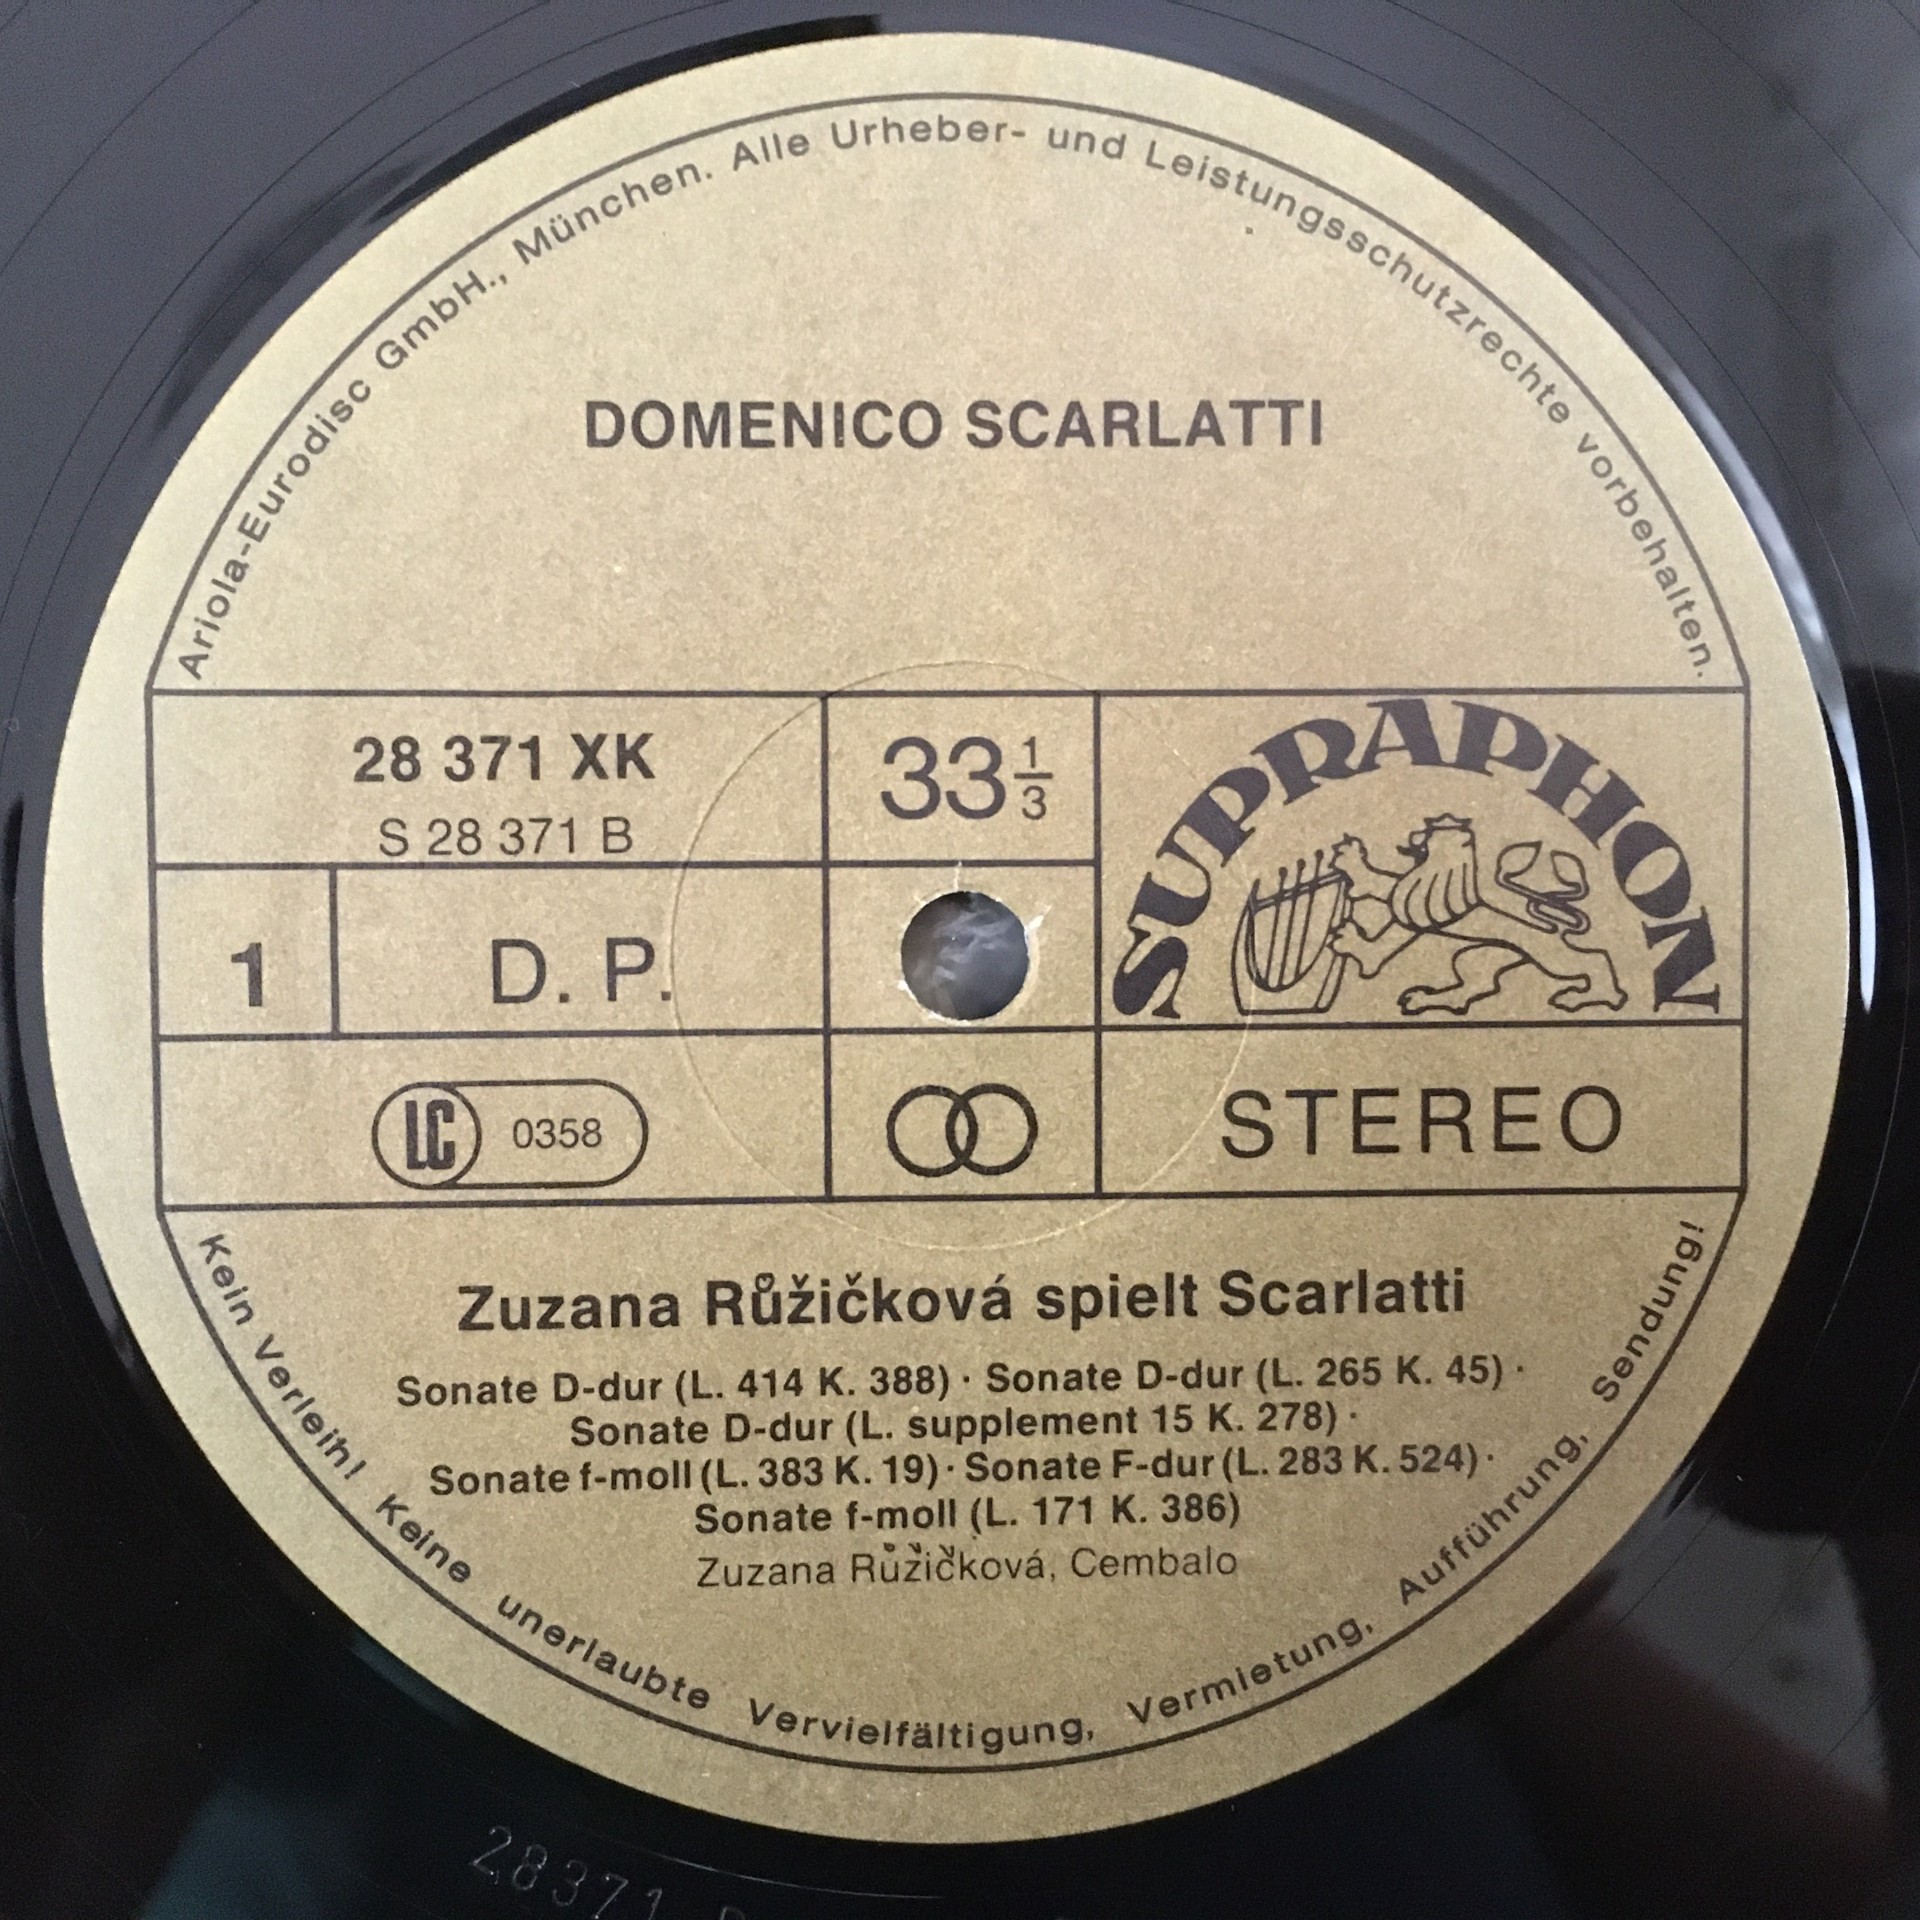 Ariola-Eurodisc GmbH., München. Alle Urheber- und Leistungsschutzrechte vorbehalten.
DOMENICO SCARLATTI
28 371 XK
S 28 371 B
33 1/3
SUPRAPHON
1
D. P.
LC 0358
STEREO
Zuzana Růžičková spielt Scarlatti
Sonate D-dur (L. 414 K. 388) · Sonate D-dur (L. 265 K. 45) ·
Sonate D-dur (L. supplement 15 K. 278) ·
Sonate f-moll (L. 383 K. 19) · Sonate F-dur (L. 283 K. 524) ·
Sonate f-moll (L. 171 K. 386)
Zuzana Růžičková, Cembalo
Kein Verleih! Keine unerlaubte Vervielfältigung, Vermietung, Aufführung, Sendung!
28371